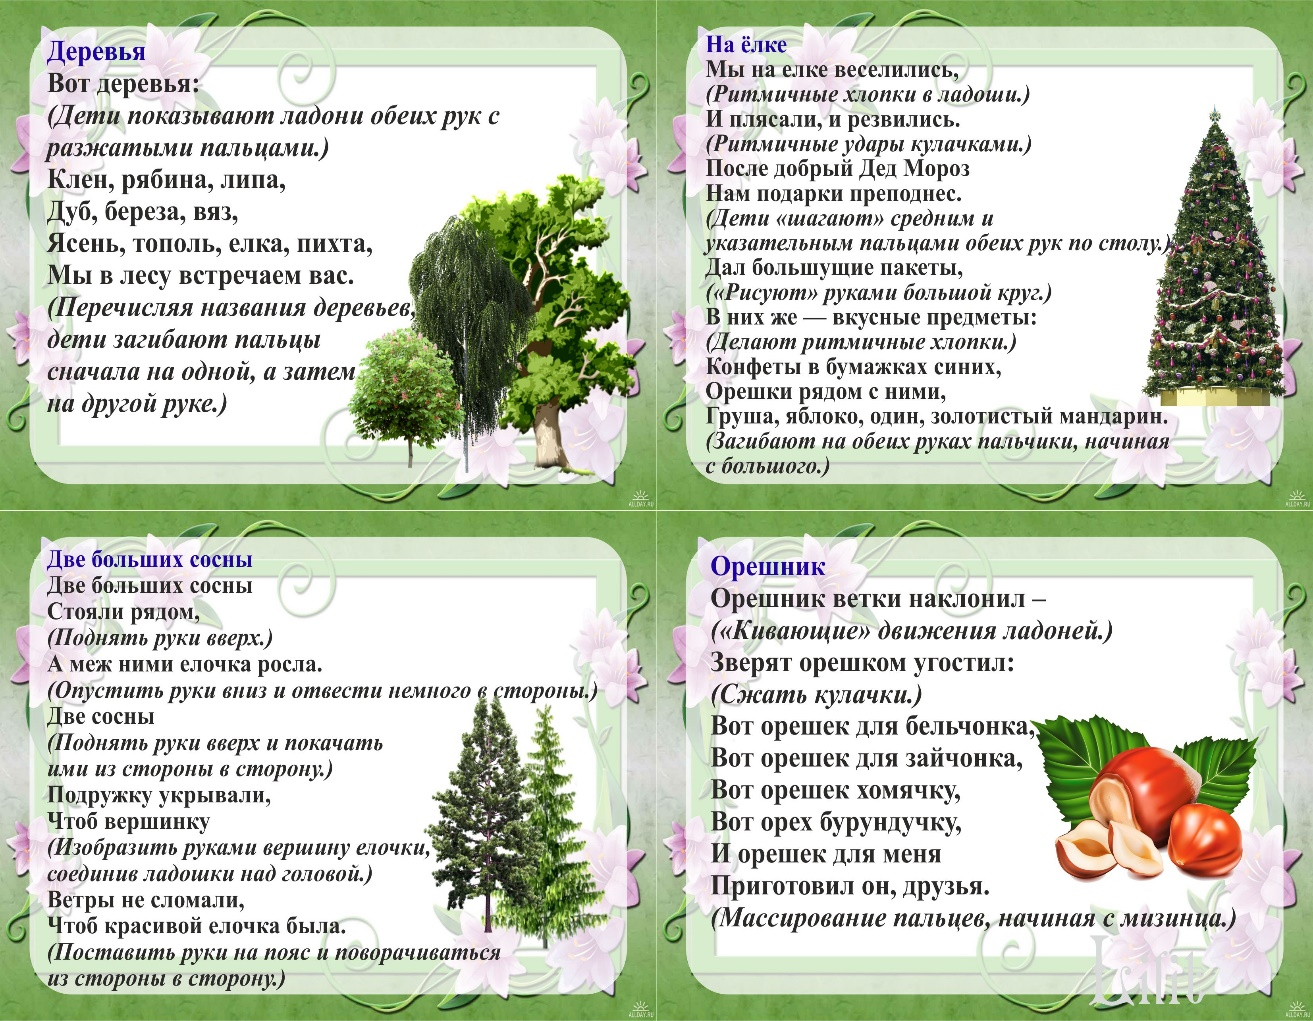 Деревья
Вот деревья:
(Дети показывают ладони обеих рук с
разжатыми пальцами.)
Клен, рябина, липа,
Дуб, береза, вяз,
Ясень, тополь, елка, пихта,
Мы в лесу встречаем вас.
(Перечисляя названия деревьев,
дети загибают пальцы
сначала на одной, а затем
на другой руке.)
ALLDAY.RU
На ёлке
Мы на елке веселились,
(Ритмичные хлопки в ладоши.)
И плясали, и резвились.
(Ритмичные удары кулачками.)
После добрый Дед Мороз
Нам подарки преподнес.
(Дети «шагают» средним и
указательным пальцами обеих рук по столу.)
Дал большущие пакеты,
(«Рисуют» руками большой круг.)
В них же — вкусные предметы:
(Делают ритмичные хлопки.)
Конфеты в бумажках синих,
Орешки рядом с ними,
Груша, яблоко, один, золотистый мандарин.
(Загибают на обеих руках пальчики, начиная
с большого.)
ALLDAY.RU
Две больших сосны
Две больших сосны
Стояли рядом,
(Поднять руки вверх.)
А меж ними елочка росла.
(Опустить руки вниз и отвести немного в стороны.)
Две сосны
(Поднять руки вверх и покачать
ими из стороны в сторону.)
Подружку укрывали,
Чтоб вершинку
(Изобразить руками вершину елочки,
соединив ладошки над головой.)
Ветры не сломали,
Чтоб красивой елочка была.
(Поставить руки на пояс и поворачиваться
из стороны в сторону.)
ALLDAY.RU
Орешник
Орешник ветки наклонил –
(«Кивающие» движения ладоней.)
Зверят орешком угостил:
(Сжать кулачки.)
Вот орешек для бельчонка,
Вот орешек для зайчонка,
Вот орешек хомячку,
Вот орех бурундучку,
И орешек для меня
Приготовил он, друзья.
(Массирование пальцев, начиная с мизинца.)
ALLDAY.RU